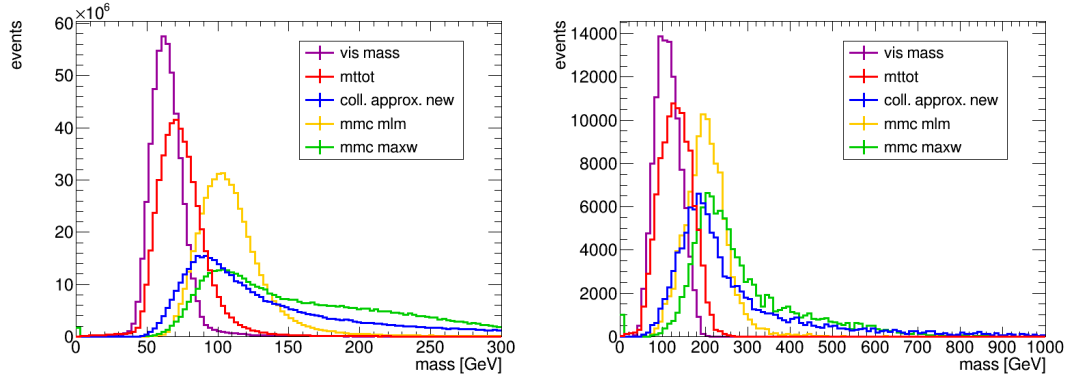 ×10⁶
events
60
50
40
30
20
10
0
vis mass
mttot
coll. approx. new
mmc mlm
mmc maxw
0 50 100 150 200 250 300
mass [GeV]
events
14000
12000
10000
8000
6000
4000
2000
0
vis mass
mttot
coll. approx. new
mmc mlm
mmc maxw
0 100 200 300 400 500 600 700 800 900 1000
mass [GeV]